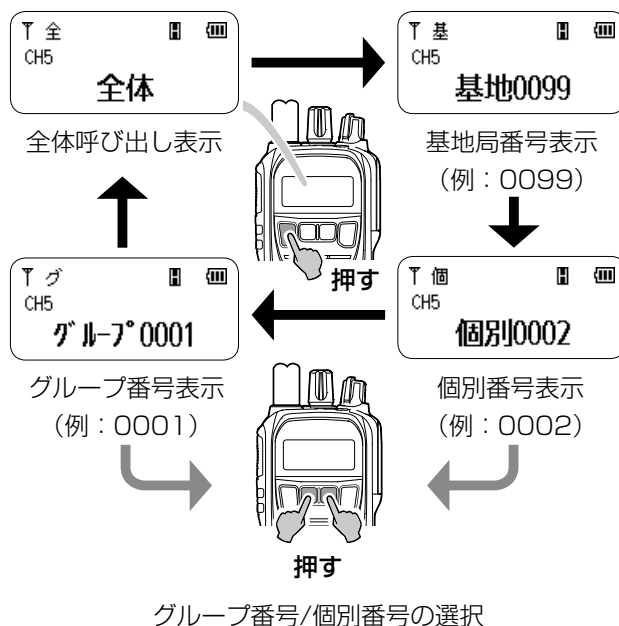 全
CH5
全体
全体呼び出し表示
基
CH5
基地0099
基地局番号表示
(例：0099)
押す
グ
CH5
グループ0001
グループ番号表示
(例：0001)
個
CH5
個別0002
個別番号表示
(例：0002)
押す
グループ番号/個別番号の選択